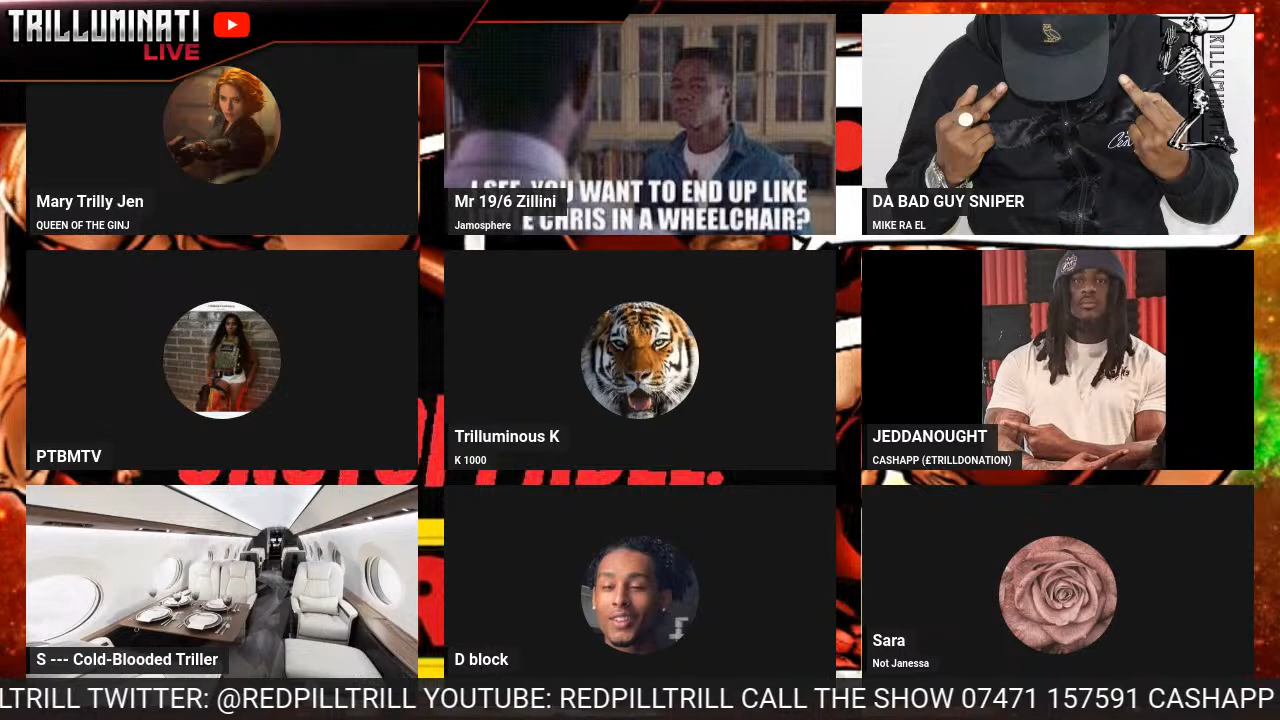 TRILLUMINATI
LIVE
Mary Trilly Jen
QUEEN OF THE GINJ
I SEE, YOU WANT TO END UP LIKE
E CHRIS IN A WHEELCHAIR?
Mr 19/6 Zillini
Jamosphere
DA BAD GUY SNIPER
MIKE RA EL
PTBMTV
Trilluminous K
K 1000
JEDDANOUGHT
CASHAPP (£TRILLDONATION)
S --- Cold-Blooded Triller
D block
Sara
Not Janessa
LTRILL TWITTER: @REDPILLTRILL YOUTUBE: REDPILLTRILL CALL THE SHOW 07471 157591 CASHAPP